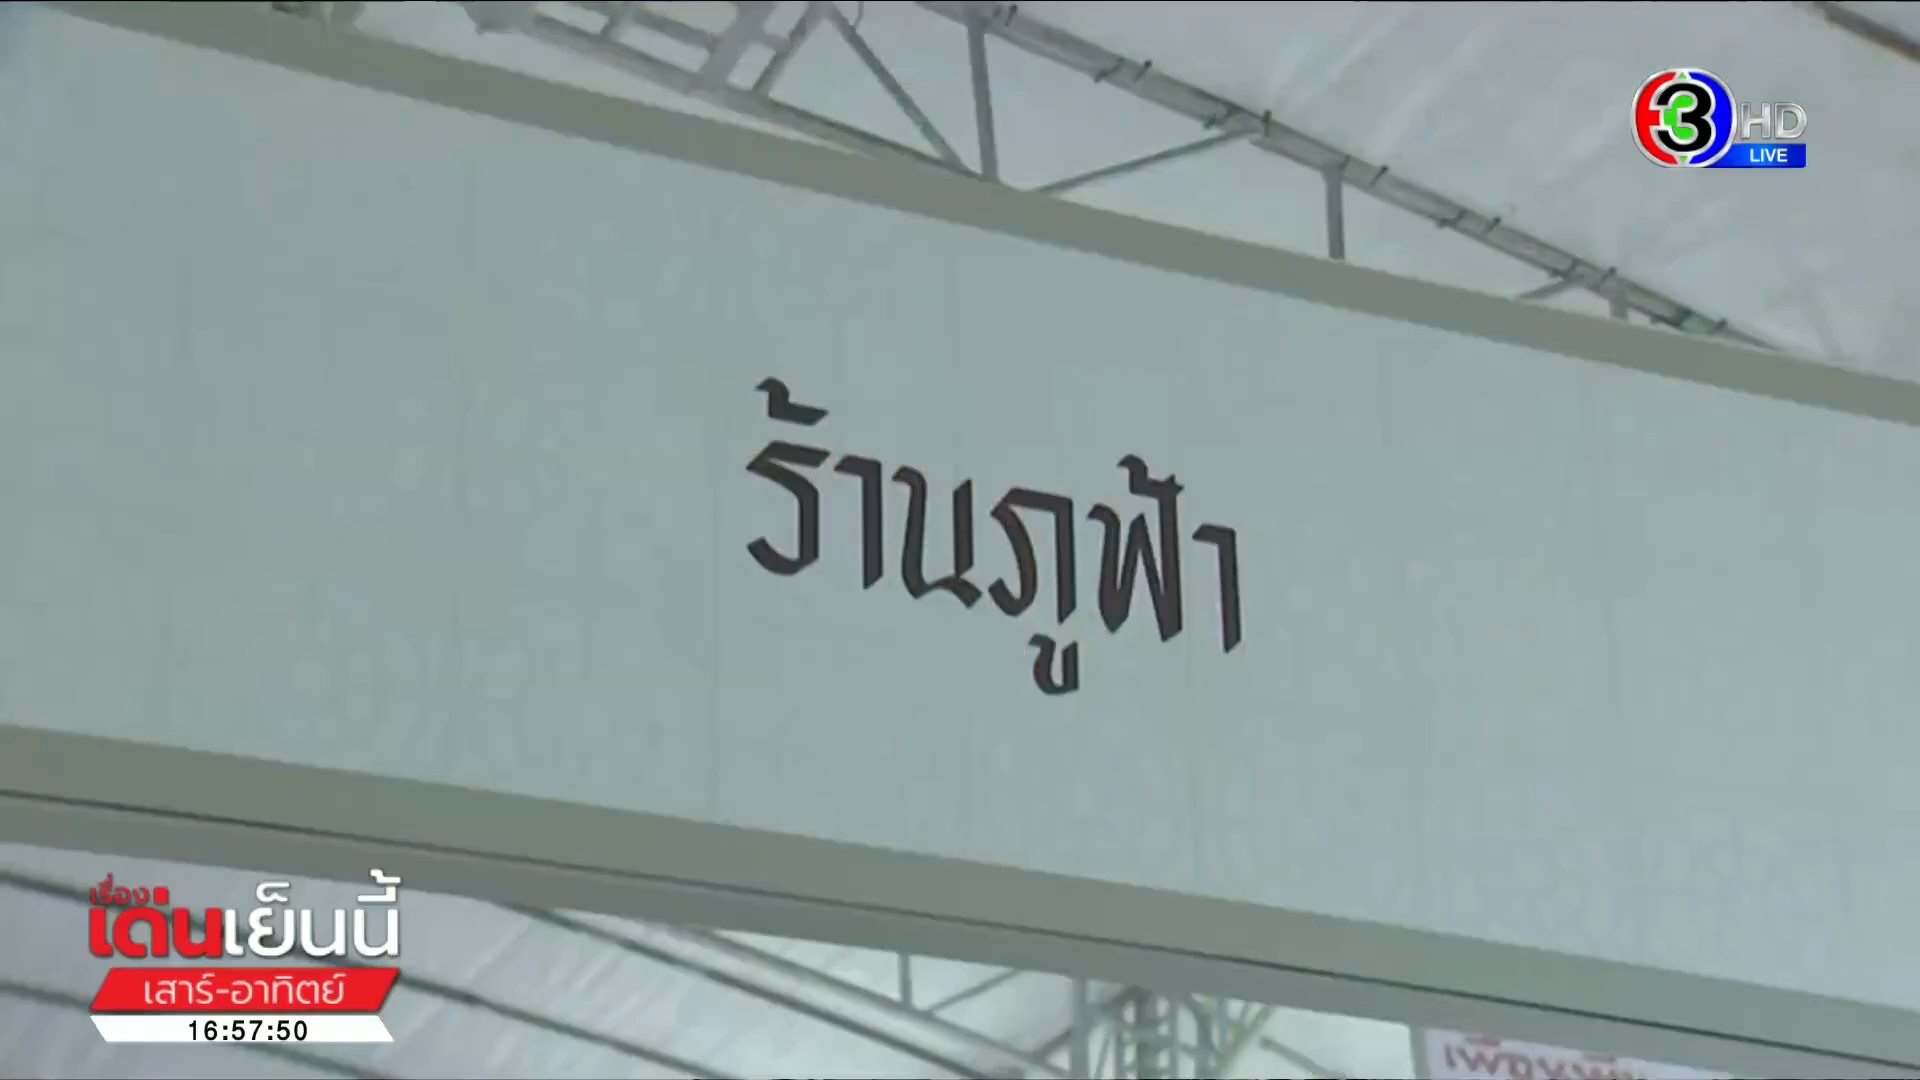 3 HD
LIVE
ร้านภูฟ้า
เรื่อง
เด่นเย็นนี้
เสาร์-อาทิตย์
16:57:50